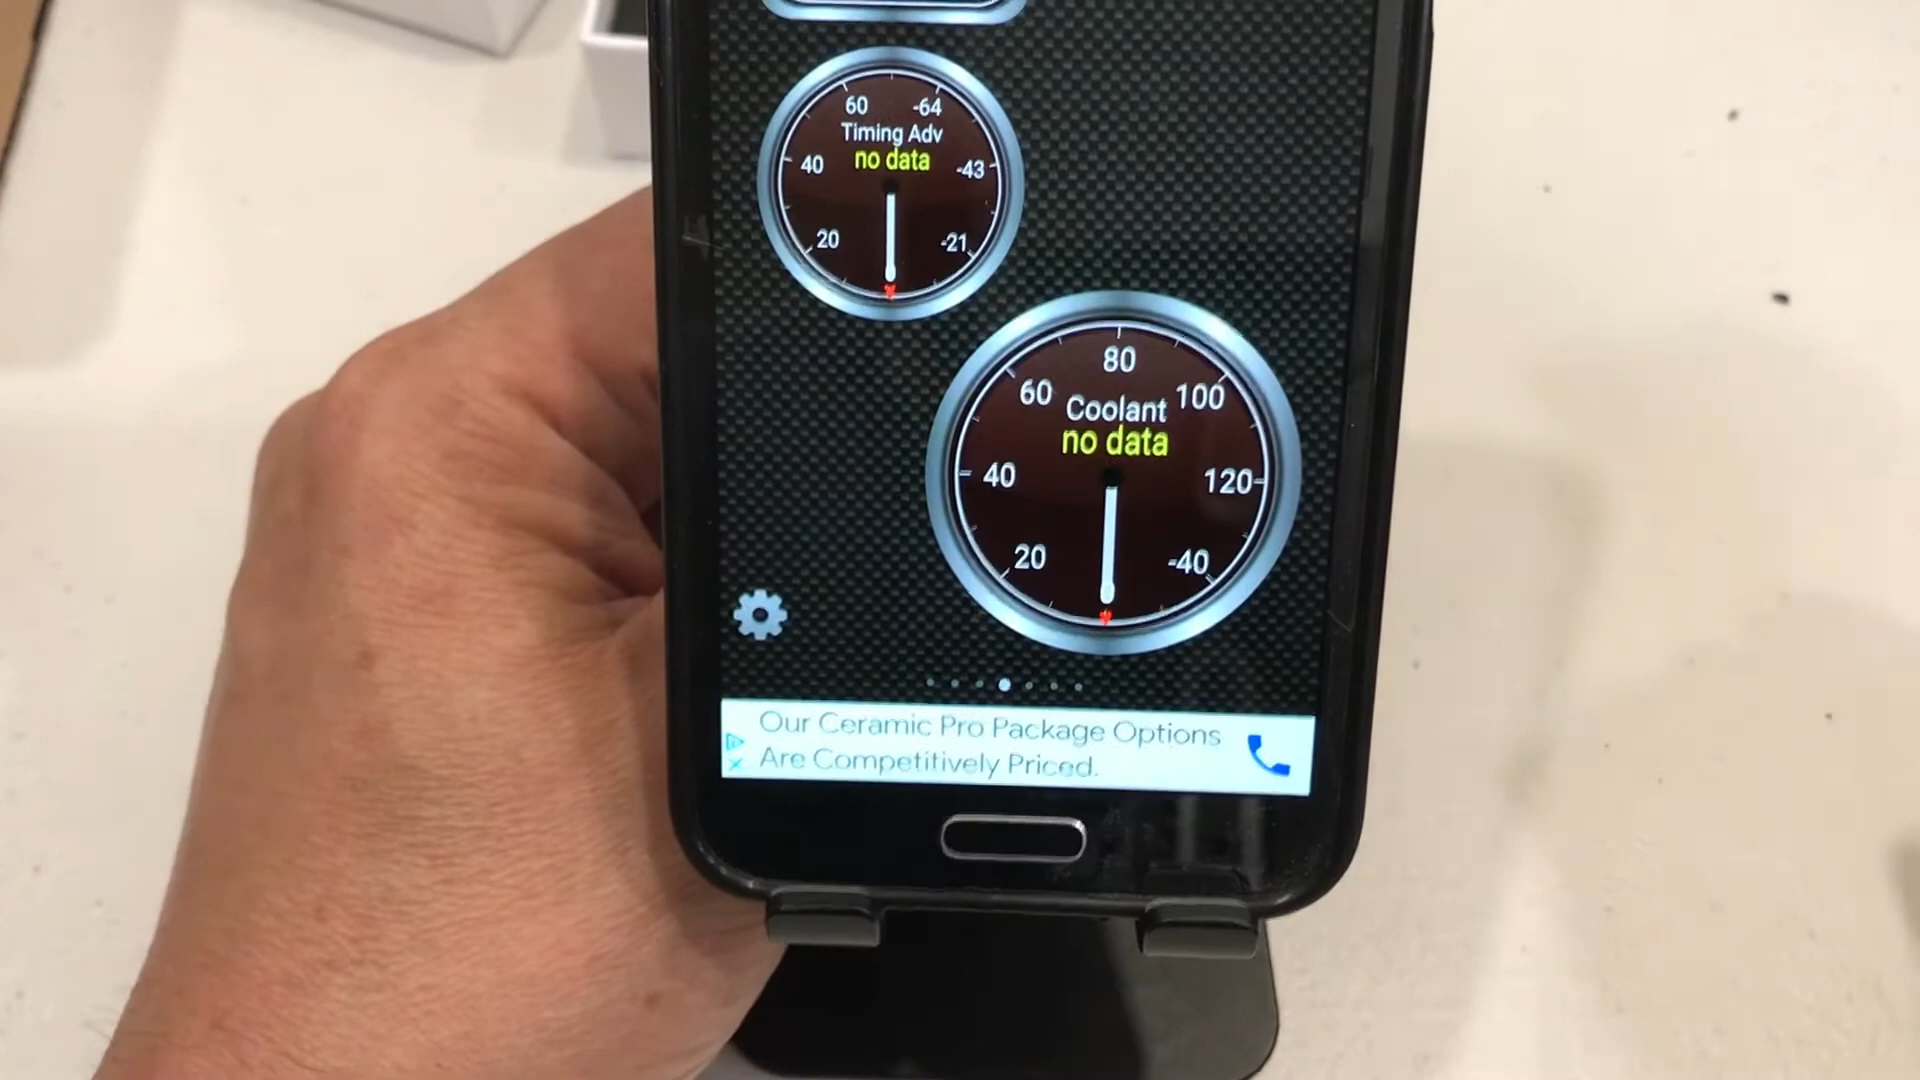 60 -64
Timing Adv
no data
40 -43
20 -21
80
60 100
Coolant
no data
40 120
20 -40
Our Ceramic Pro Package Options
Are Competitively Priced.